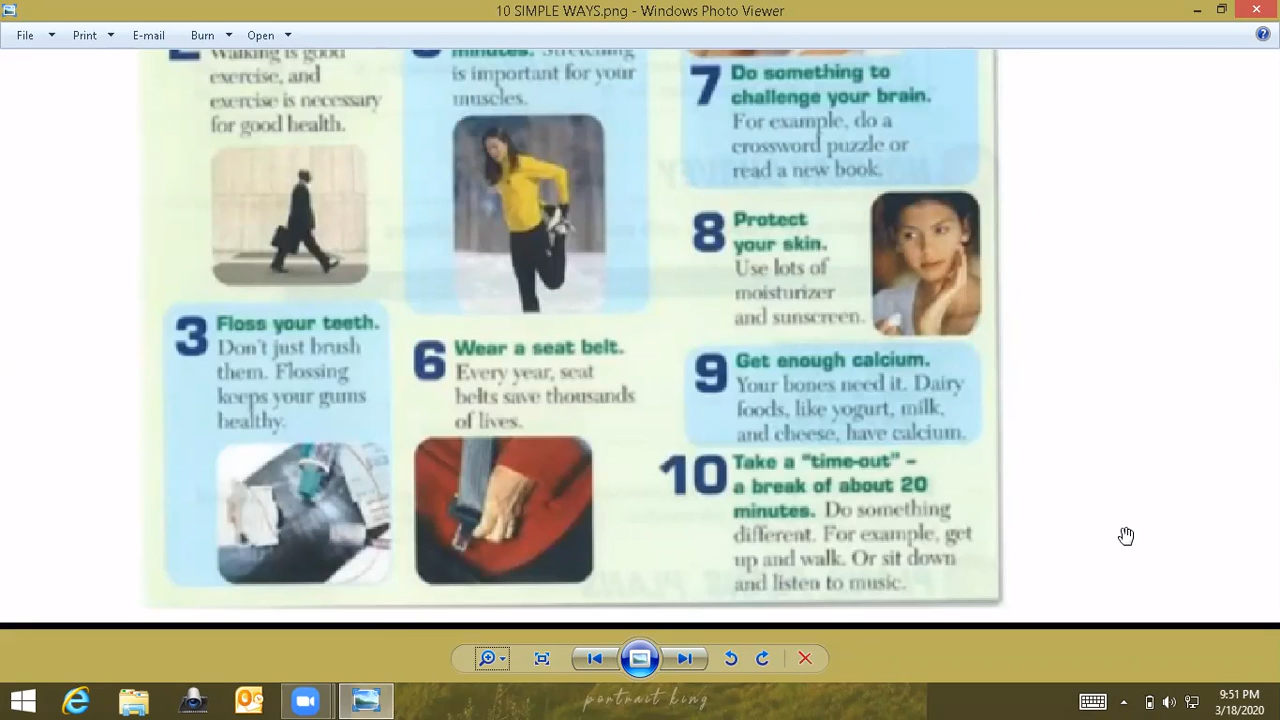 10 SIMPLE WAYS.png - Windows Photo Viewer
File Print E-mail Burn Open
Walking is good
exercise, and
exercise is necessary
for good health.
3 Floss your teeth.
Don't just brush
them. Flossing
keeps your gums
healthy.
minutes. Stretching
is important for your
muscles.
6 Wear a seat belt.
Every year, seat
belts save thousands
of lives.
7 Do something to
challenge your brain.
For example, do a
crossword puzzle or
read a new book.
8 Protect
your skin.
Use lots of
moisturizer
and sunscreen.
9 Get enough calcium.
Your bones need it. Dairy
foods, like yogurt, milk,
and cheese, have calcium.
10 Take a “time-out” –
a break of about 20
minutes. Do something
different. For example, get
up and walk. Or sit down
and listen to music.
portrait king
9:51 PM
3/18/2020